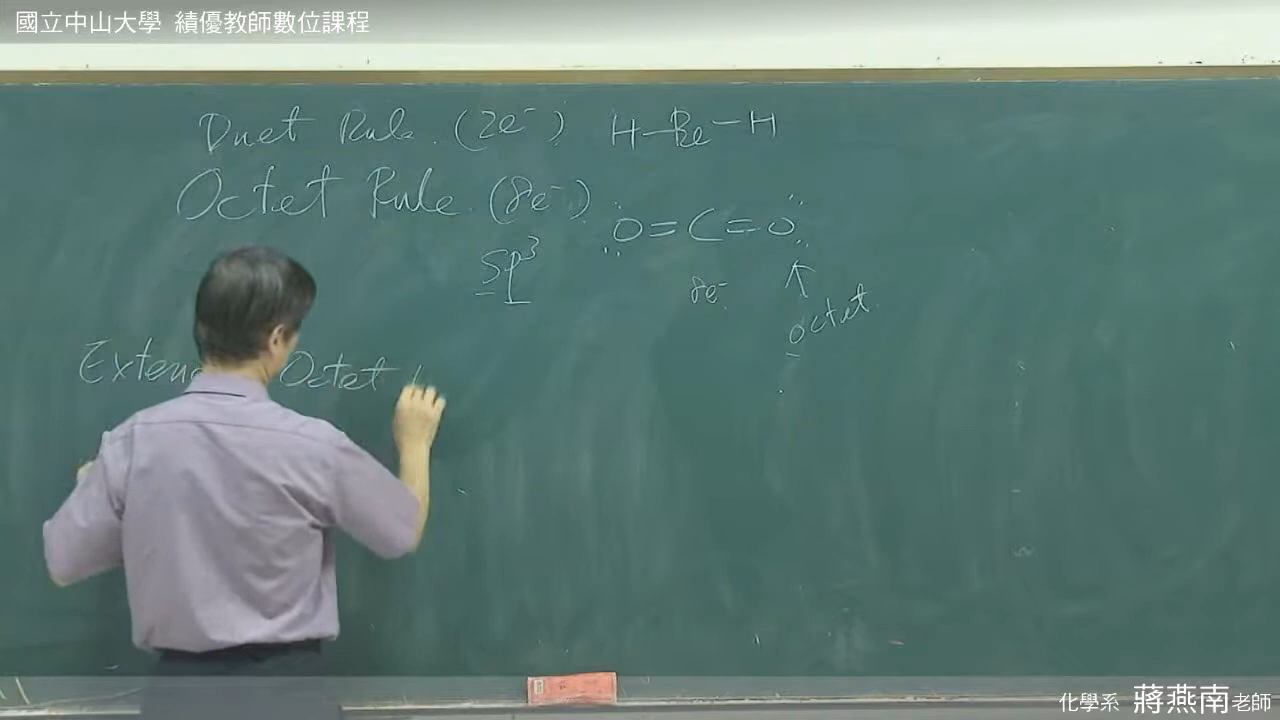 國立中山大學 績優教師數位課程
Duet Rule. (2e⁻) H-Be-H
Octet Rule. (8e⁻) O=C=O
sp³
8e⁻
octet
Octet
化學系 蔣燕南老師